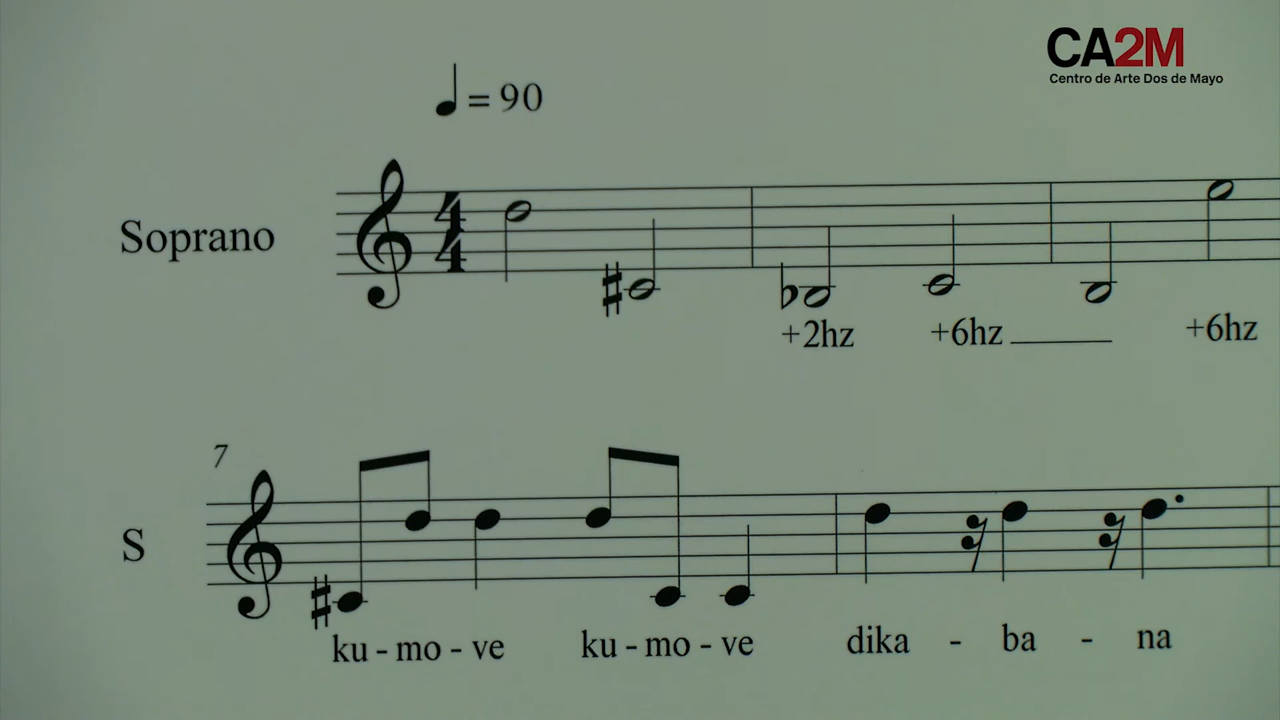 CA2M
Centro de Arte Dos de Mayo
= 90
Soprano
4
4
+2hz +6hz +6hz
7
S
ku - mo - ve ku - mo - ve dika - ba - na